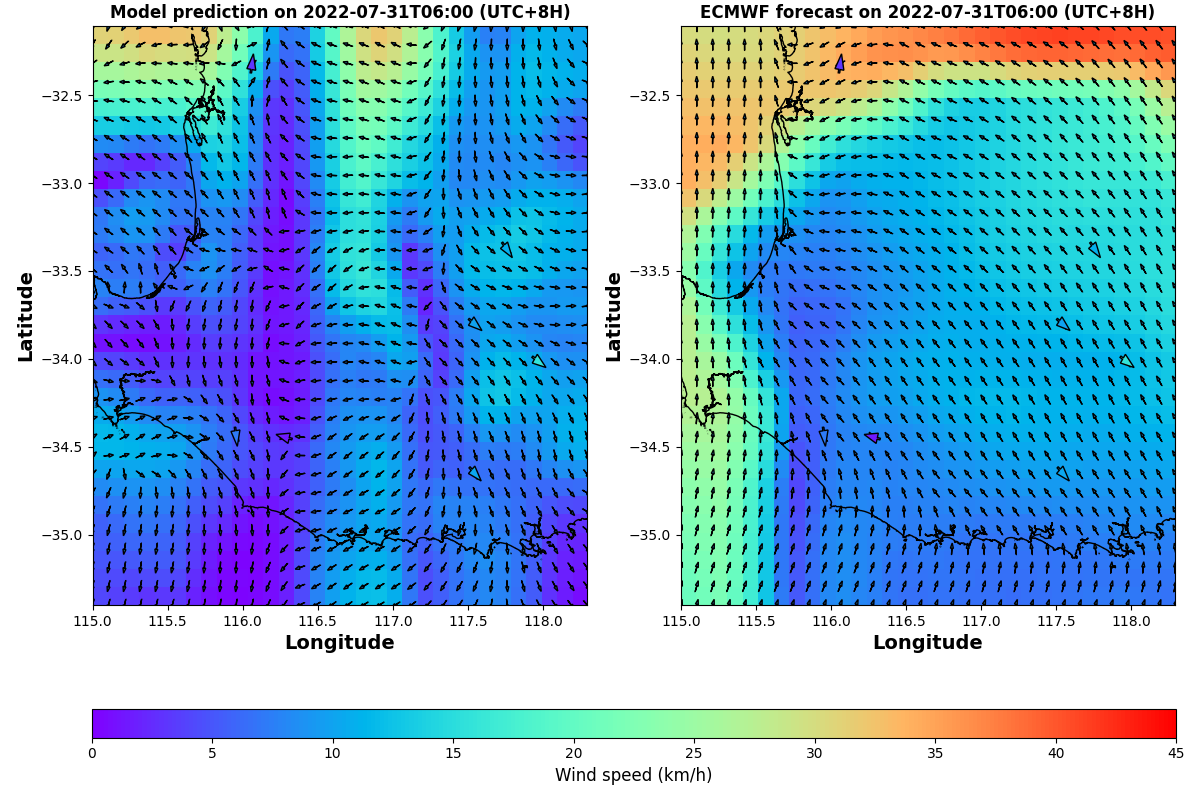 Model prediction on 2022-07-31T06:00 (UTC+8H)
ECMWF forecast on 2022-07-31T06:00 (UTC+8H)
−32.5
−33.0
−33.5
−34.0
−34.5
−35.0
Latitude
115.0 115.5 116.0 116.5 117.0 117.5 118.0
Longitude
−32.5
−33.0
−33.5
−34.0
−34.5
−35.0
Latitude
115.0 115.5 116.0 116.5 117.0 117.5 118.0
Longitude
0 5 10 15 20 25 30 35 40 45
Wind speed (km/h)